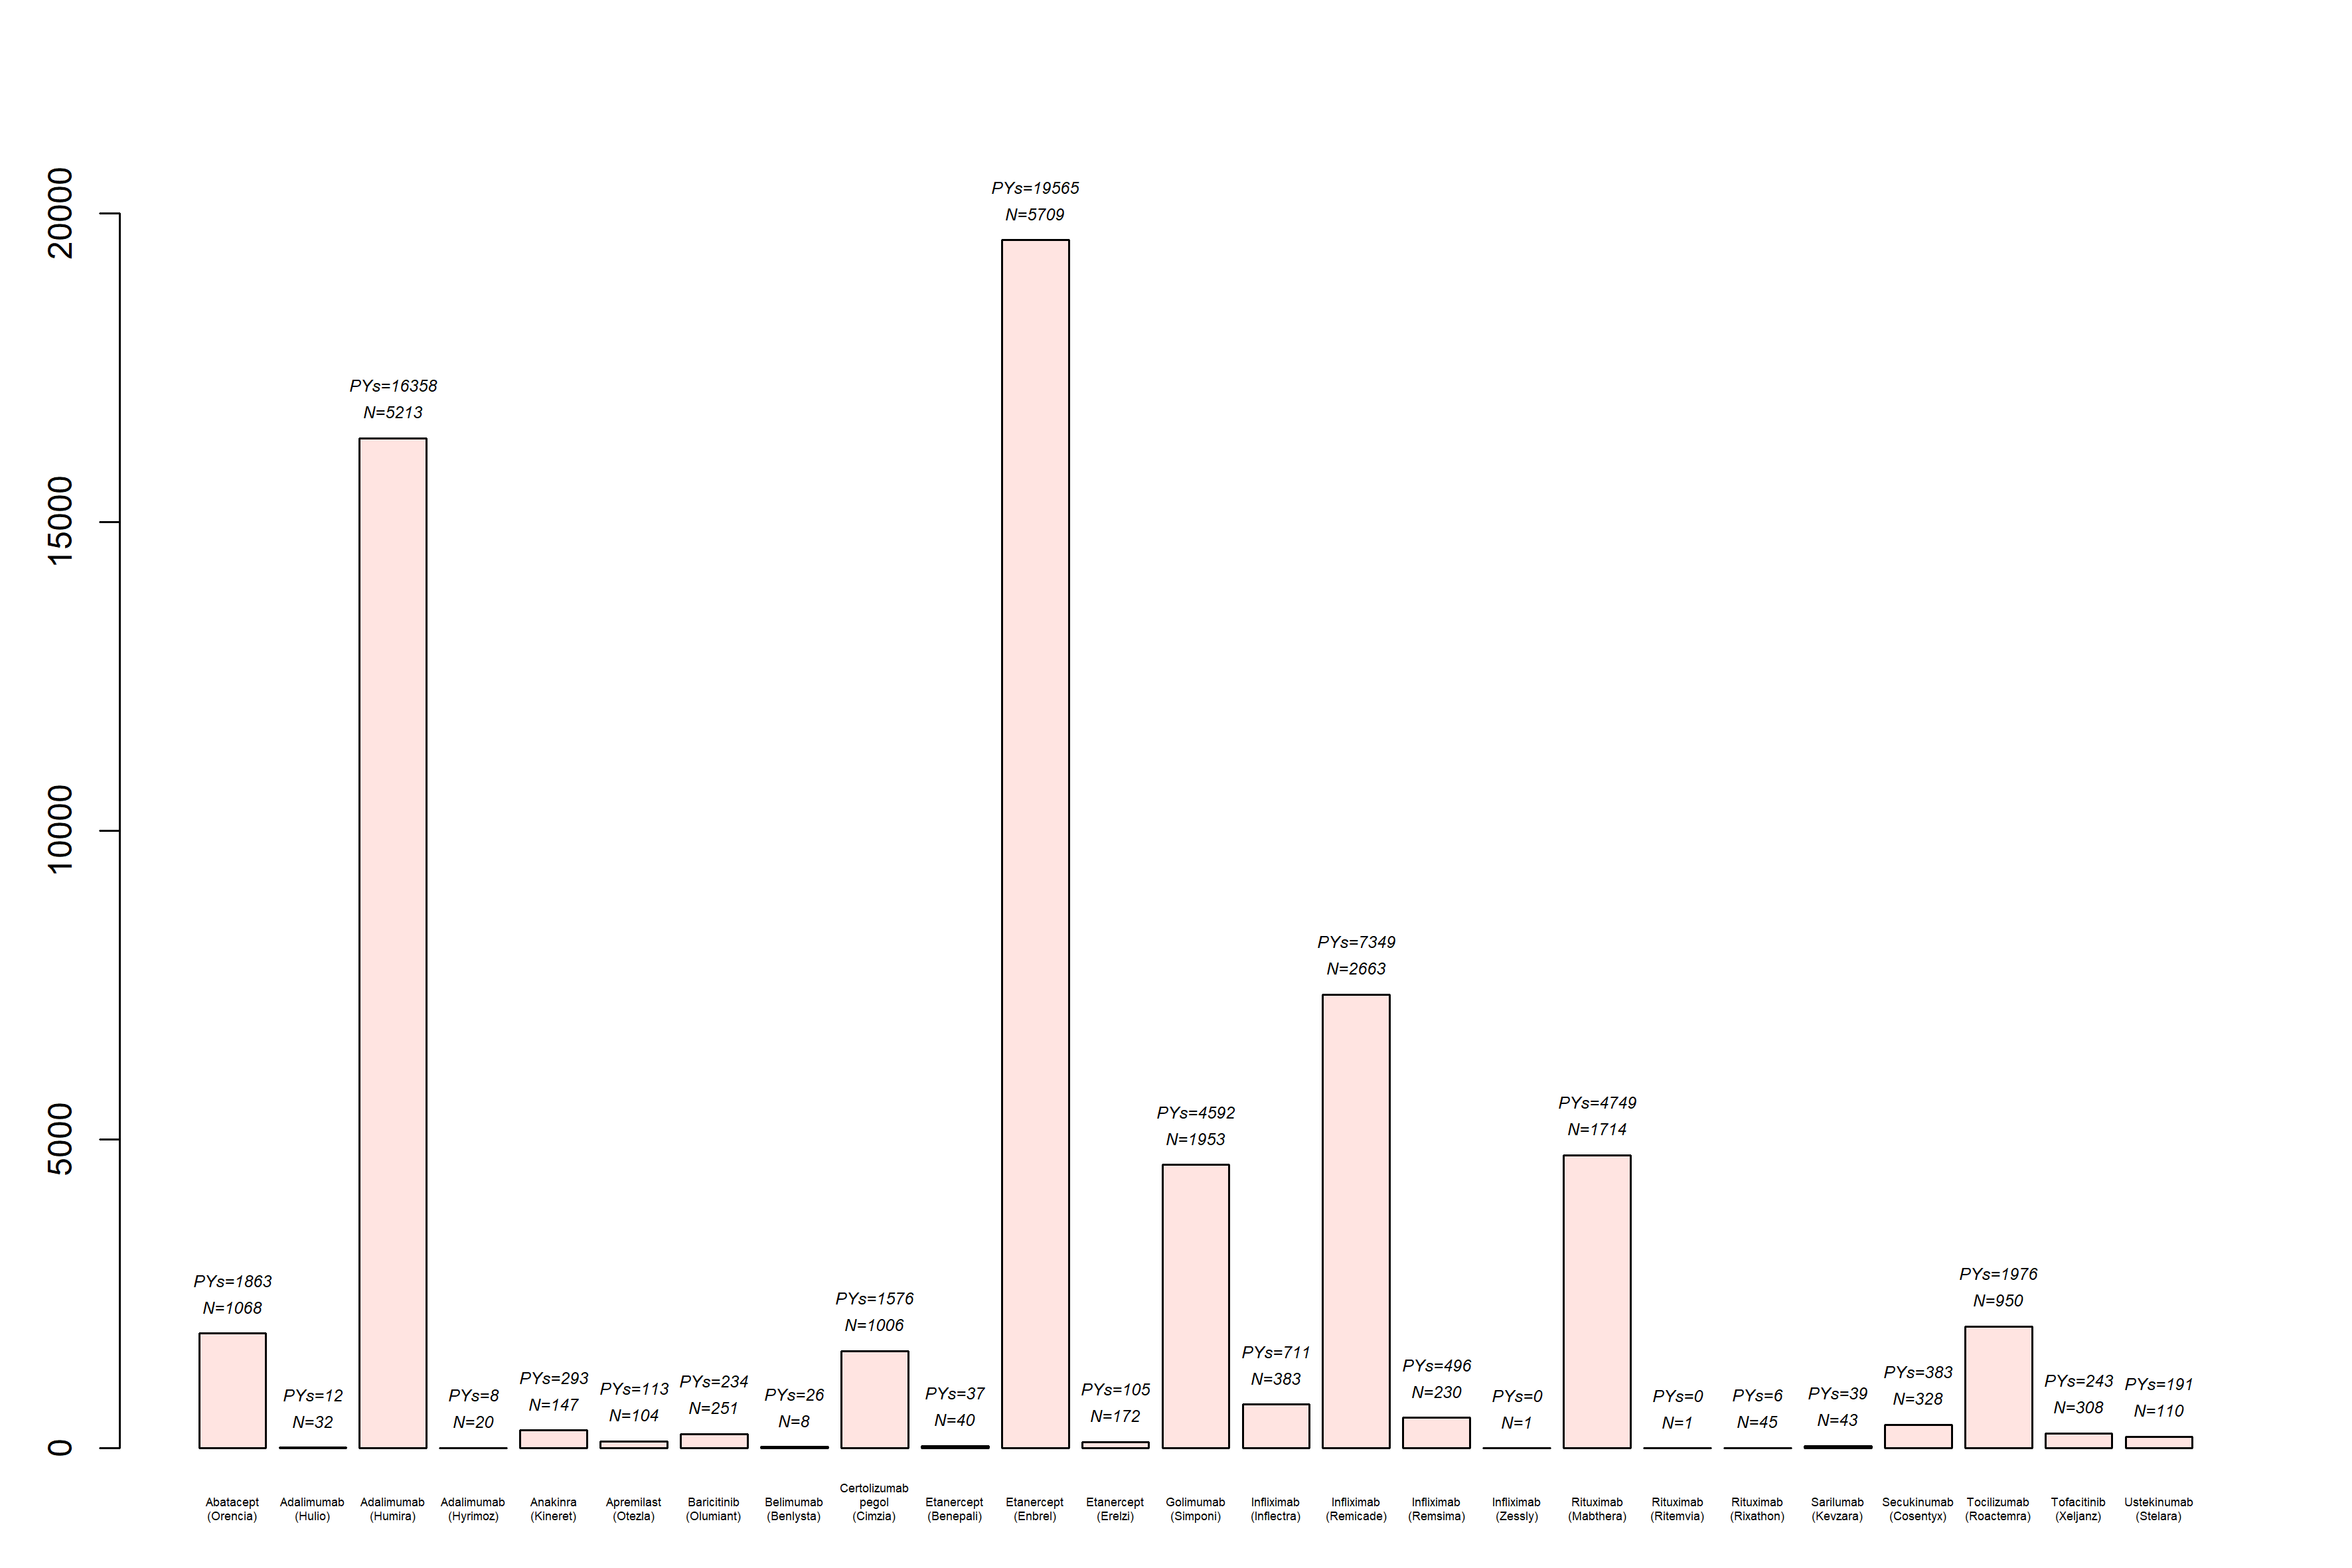 20000
15000
10000
5000
0
PYs=1863
N=1068
PYs=12
N=32
PYs=16358
N=5213
PYs=8
N=20
PYs=293
N=147
PYs=113
N=104
PYs=234
N=251
PYs=26
N=8
PYs=1576
N=1006
PYs=37
N=40
PYs=19565
N=5709
PYs=105
N=172
PYs=4592
N=1953
PYs=711
N=383
PYs=7349
N=2663
PYs=496
N=230
PYs=0
N=1
PYs=4749
N=1714
PYs=0
N=1
PYs=6
N=45
PYs=39
N=43
PYs=383
N=328
PYs=1976
N=950
PYs=243
N=308
PYs=191
N=110
Abatacept
(Orencia)
Adalimumab
(Hulio)
Adalimumab
(Humira)
Adalimumab
(Hyrimoz)
Anakinra
(Kineret)
Apremilast
(Otezla)
Baricitinib
(Olumiant)
Belimumab
(Benlysta)
Certolizumab
pegol
(Cimzia)
Etanercept
(Benepali)
Etanercept
(Enbrel)
Etanercept
(Erelzi)
Golimumab
(Simponi)
Infliximab
(Inflectra)
Infliximab
(Remicade)
Infliximab
(Remsima)
Infliximab
(Zessly)
Rituximab
(Mabthera)
Rituximab
(Ritemvia)
Rituximab
(Rixathon)
Sarilumab
(Kevzara)
Secukinumab
(Cosentyx)
Tocilizumab
(Roactemra)
Tofacitinib
(Xeljanz)
Ustekinumab
(Stelara)